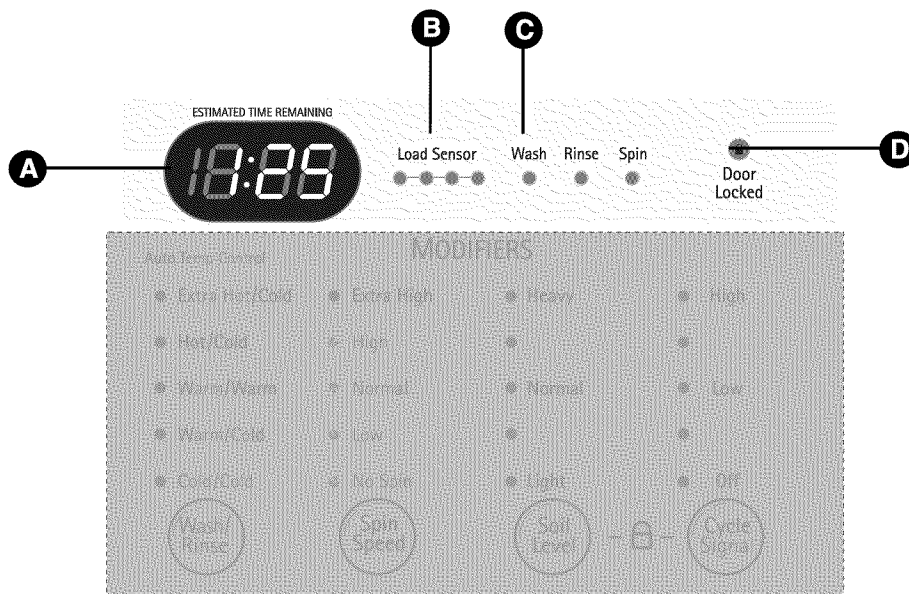 B C
ESTIMATED TIME REMAINING
A 1:25 Load Sensor Wash Rinse Spin D
Door
Locked
MODIFIERS
Auto Temp Control
Extra Hot/Cold Extra High Heavy High
Hot/Cold High
Warm/Warm Normal Normal Low
Warm/Cold Low
Cold/Cold No Spin Light Off
Wash/ Spin Soil Cycle
Rinse Speed Level Signal